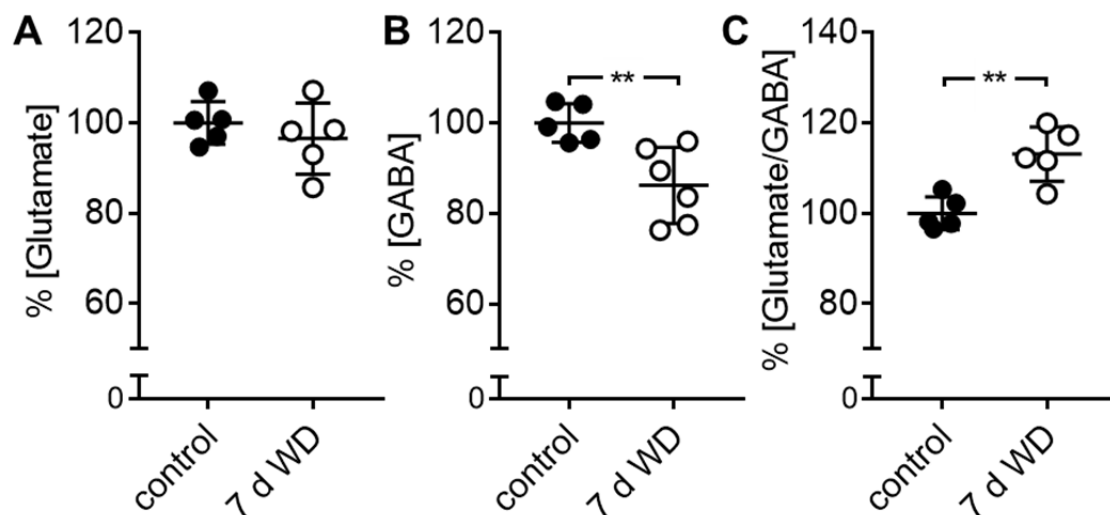 A
% [Glutamate]
120
100
80
60
0
control
7 d WD
B
% [GABA]
120
100
80
60
0
**
control
7 d WD
C
% [Glutamate/GABA]
140
120
100
80
0
**
control
7 d WD